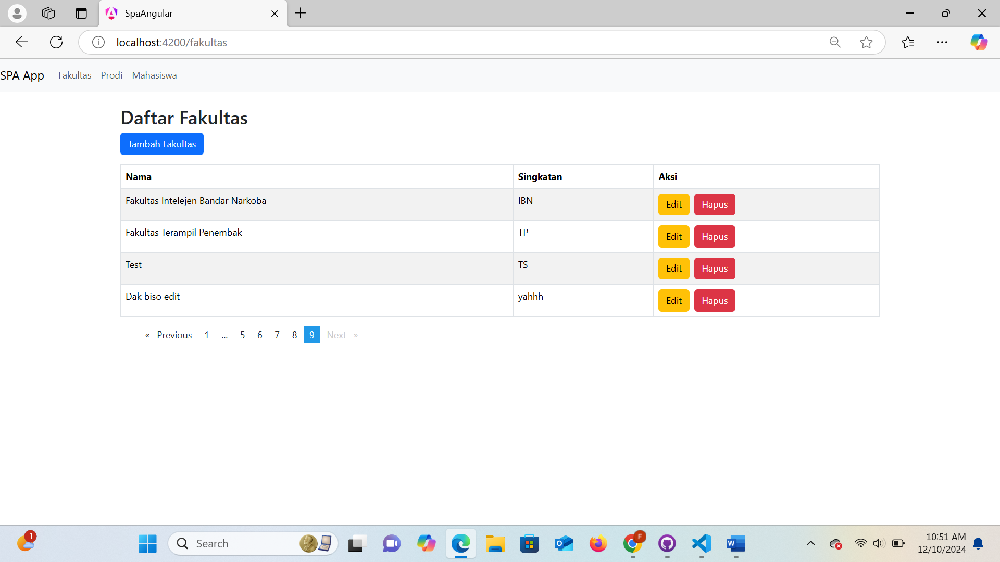 SpaAngular
localhost:4200/fakultas
SPA App Fakultas Prodi Mahasiswa
Daftar Fakultas
Tambah Fakultas
Nama Singkatan Aksi
Fakultas Intelejen Bandar Narkoba IBN Edit Hapus
Fakultas Terampil Penembak TP Edit Hapus
Test TS Edit Hapus
Dak biso edit yahhh Edit Hapus
« Previous 1 ... 5 6 7 8 9 Next »
1
Search
F
10:51 AM
12/10/2024